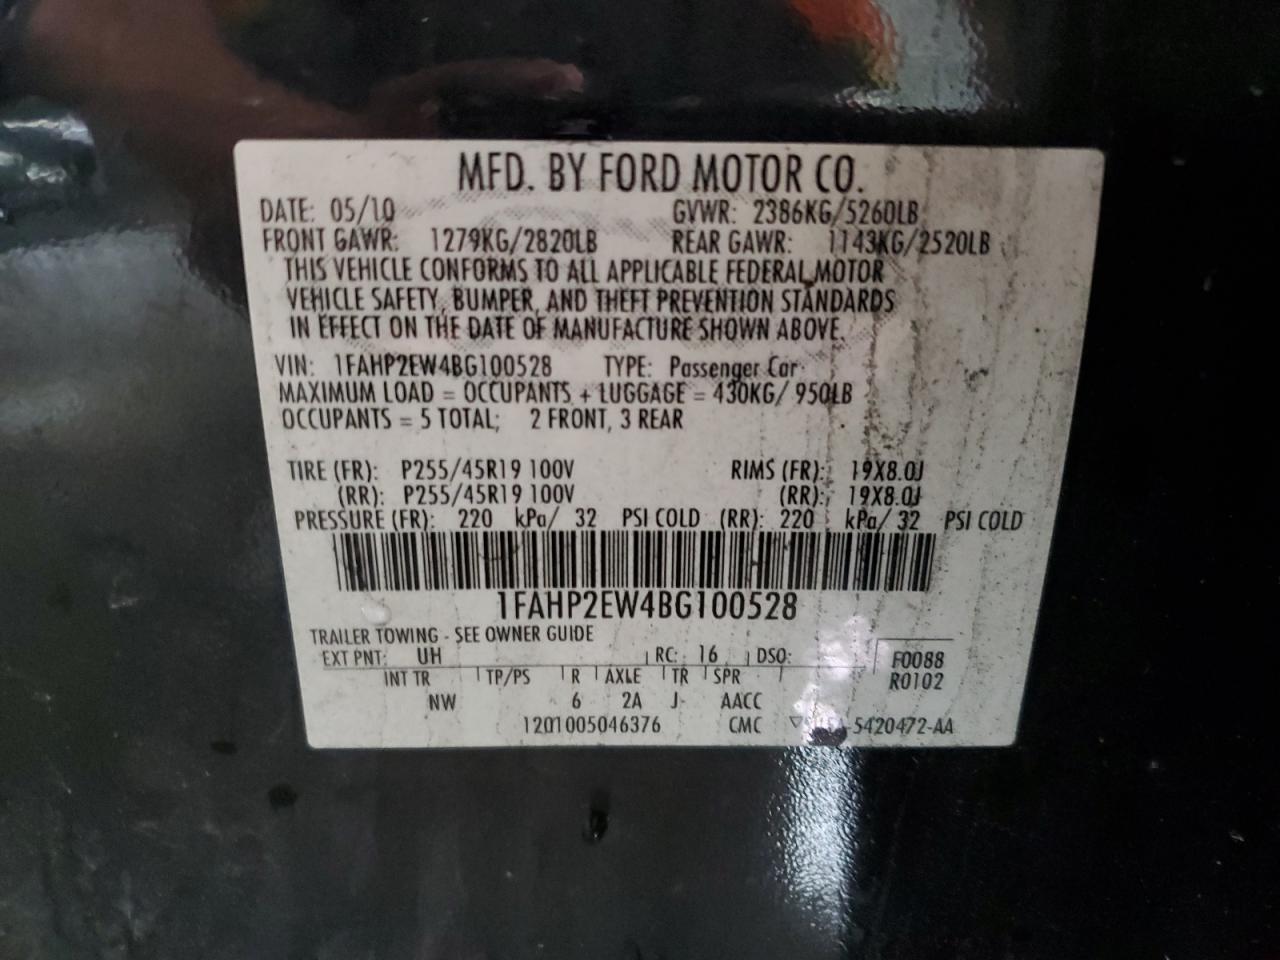 MFD. BY FORD MOTOR CO.
DATE: 05/10 GVWR: 2386KG/5260LB
FRONT GAWR: 1279KG/2820LB REAR GAWR: 1143KG/2520LB
THIS VEHICLE CONFORMS TO ALL APPLICABLE FEDERAL MOTOR
VEHICLE SAFETY, BUMPER, AND THEFT PREVENTION STANDARDS
IN EFFECT ON THE DATE OF MANUFACTURE SHOWN ABOVE.
VIN: 1FAHP2EW4BG100528 TYPE: Passenger Car
MAXIMUM LOAD = OCCUPANTS + LUGGAGE = 430KG/ 950LB
OCCUPANTS = 5 TOTAL; 2 FRONT, 3 REAR
TIRE (FR): P255/45R19 100V RIMS (FR): 19X8.0J
(RR): P255/45R19 100V (RR): 19X8.0J
PRESSURE (FR): 220 kPa/ 32 PSI COLD (RR): 220 kPa/ 32 PSI COLD
1FAHP2EW4BG100528
TRAILER TOWING - SEE OWNER GUIDE
EXT PNT: UH RC: 16 DSO: F0088
INT TR TP/PS R AXLE TR SPR R0102
NW 6 2A J AACC
1201005046376 CMC -5420472-AA